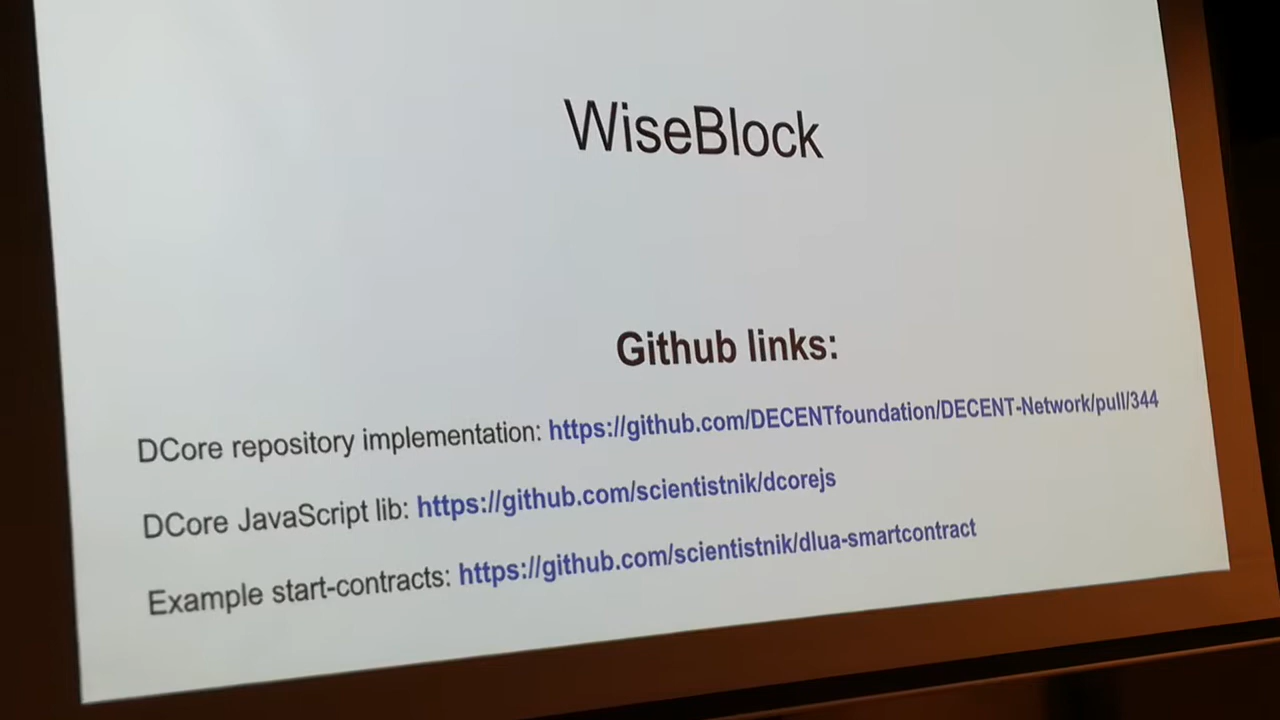 WiseBlock
Github links:
DCore repository implementation: https://github.com/DECENTfoundation/DECENT-Network/pull/344
DCore JavaScript lib: https://github.com/scientistnik/dcorejs
Example start-contracts: https://github.com/scientistnik/dlua-smartcontract